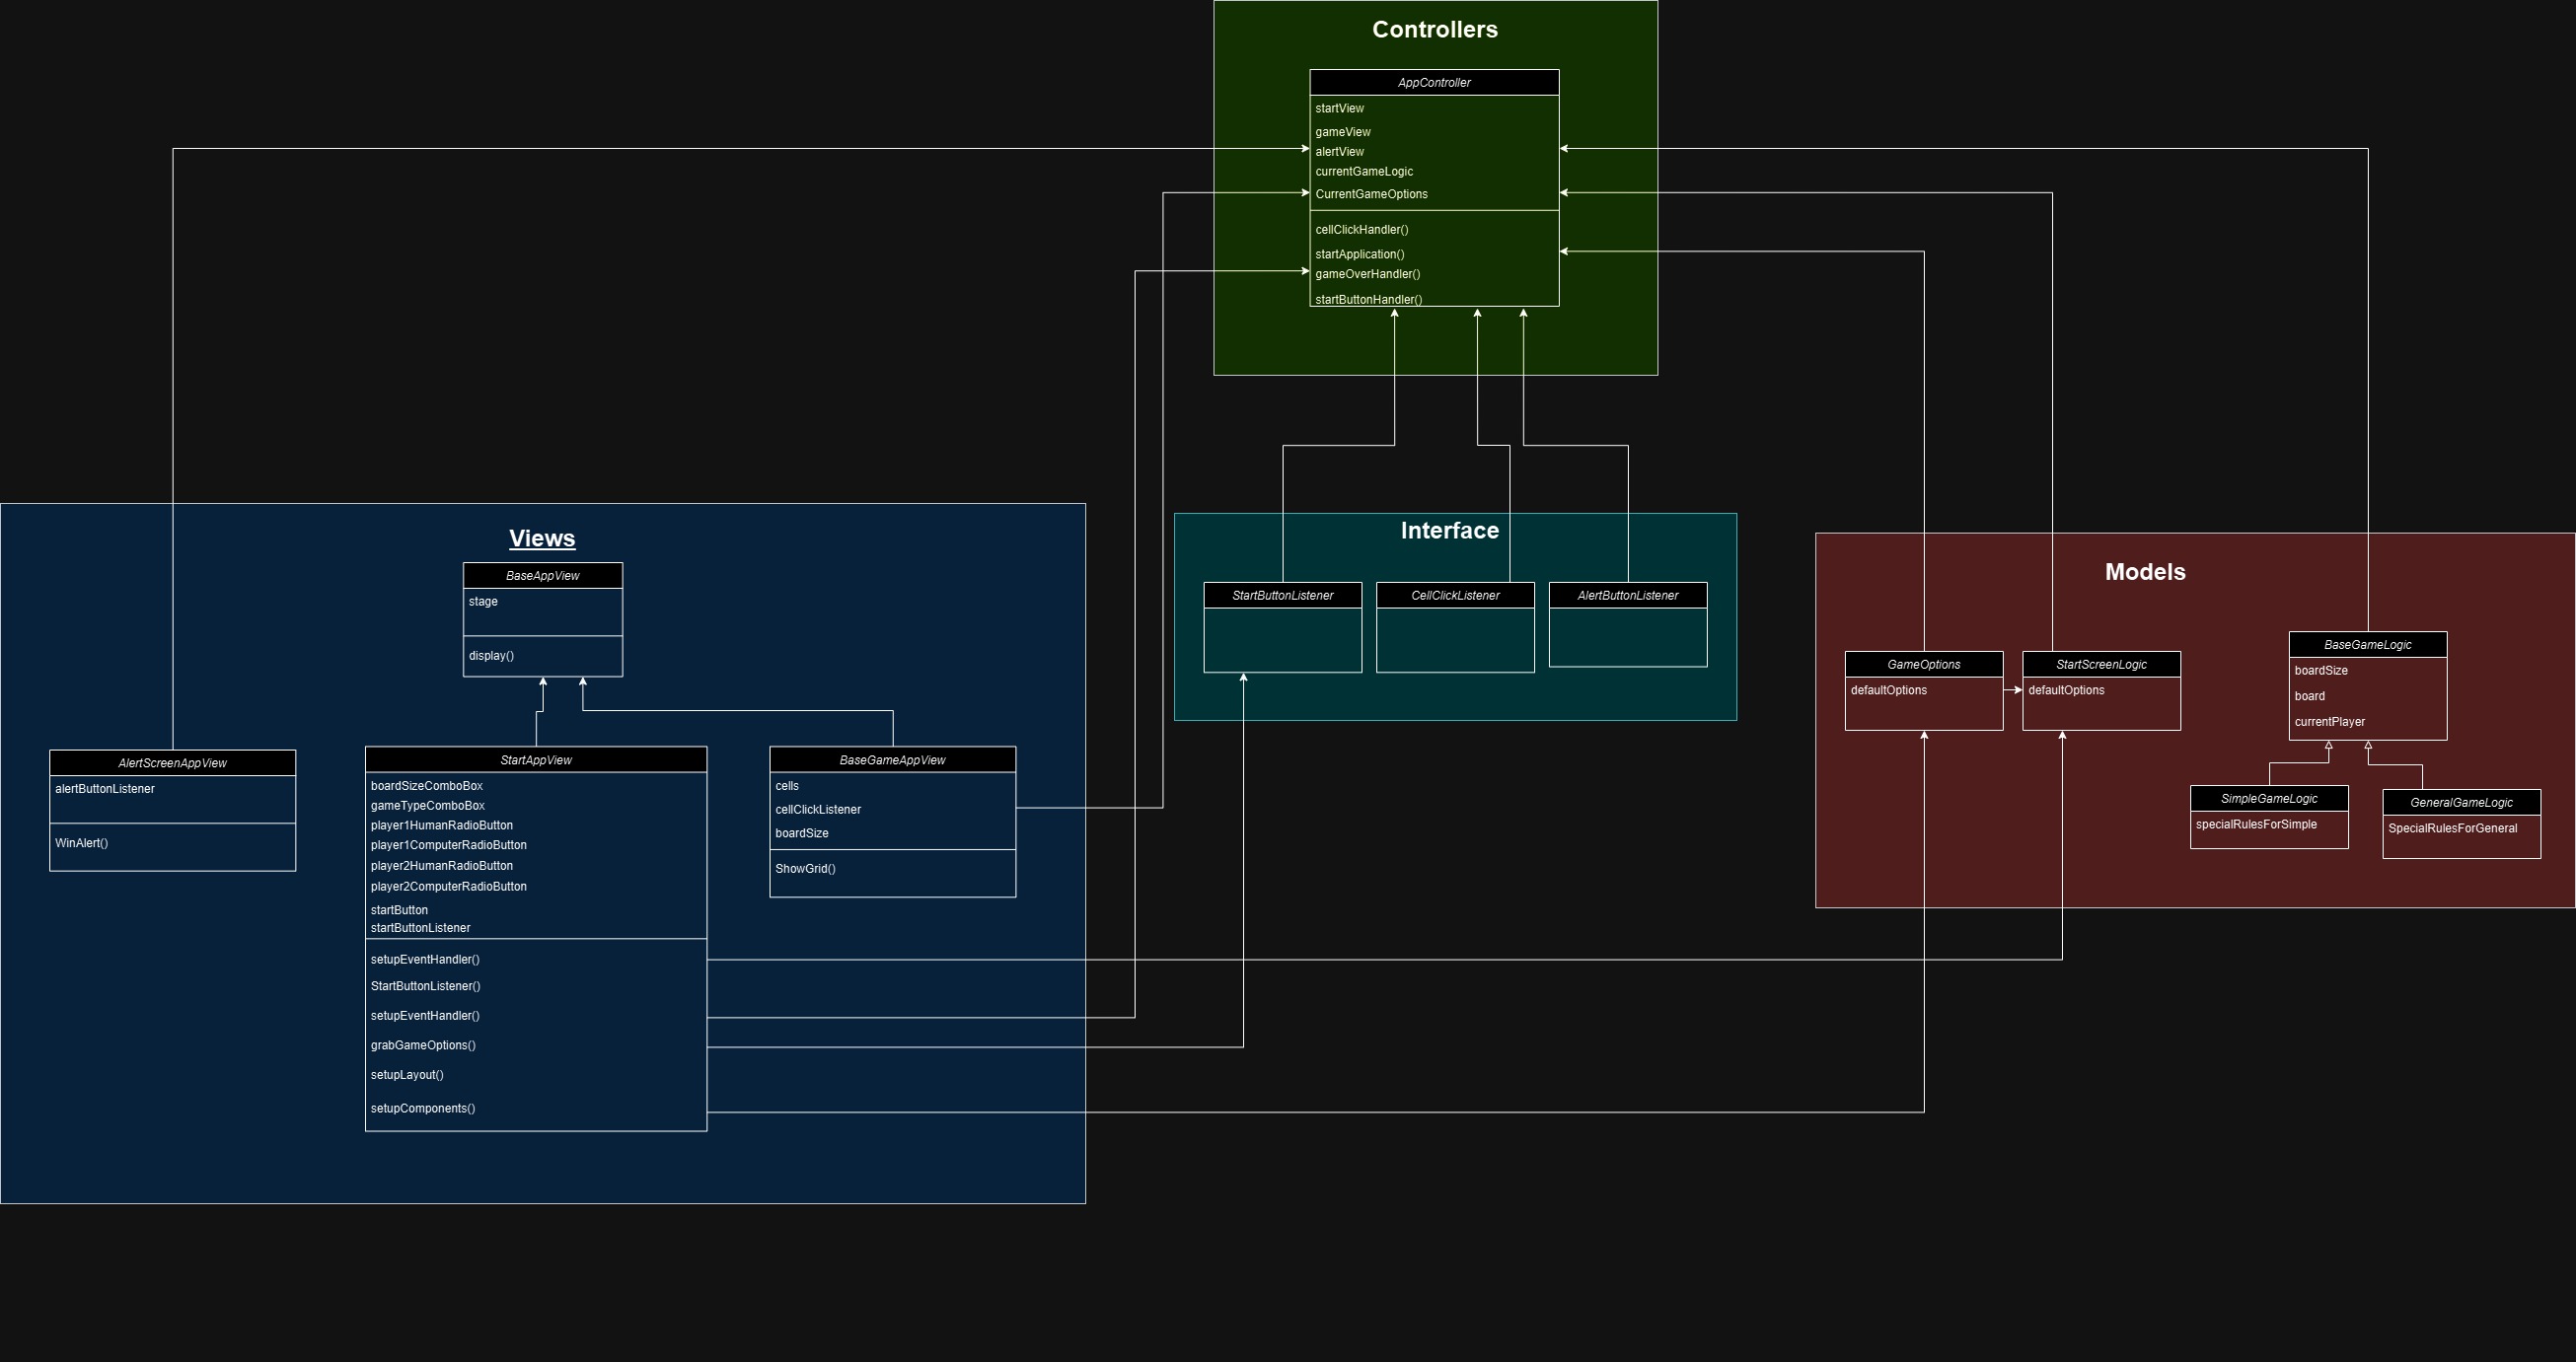 Controllers
AppController
startView
gameView
alertView
currentGameLogic
CurrentGameOptions
cellClickHandler()
startApplication()
gameOverHandler()
startButtonHandler()
Views
BaseAppView
stage
display()
AlertScreenAppView
alertButtonListener
WinAlert()
StartAppView
boardSizeComboBox
gameTypeComboBox
player1HumanRadioButton
player1ComputerRadioButton
player2HumanRadioButton
player2ComputerRadioButton
startButton
startButtonListener
setupEventHandler()
StartButtonListener()
setupEventHandler()
grabGameOptions()
setupLayout()
setupComponents()
BaseGameAppView
cells
cellClickListener
boardSize
ShowGrid()
Interface
StartButtonListener
CellClickListener
AlertButtonListener
Models
GameOptions
defaultOptions
StartScreenLogic
defaultOptions
BaseGameLogic
boardSize
board
currentPlayer
SimpleGameLogic
specialRulesForSimple
GeneralGameLogic
SpecialRulesForGeneral